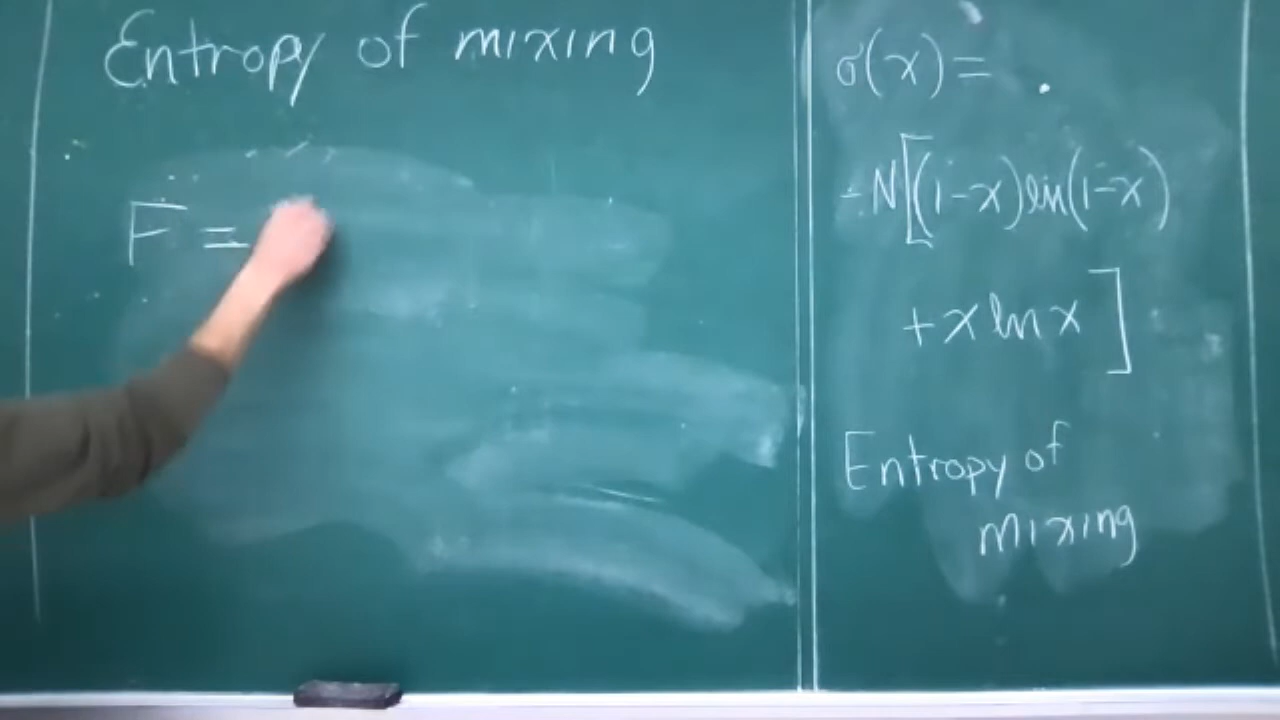 Entropy of mixing
F =
σ(x) =
-N[(1-x)ln(1-x)
+ x ln x]
Entropy of
mixing